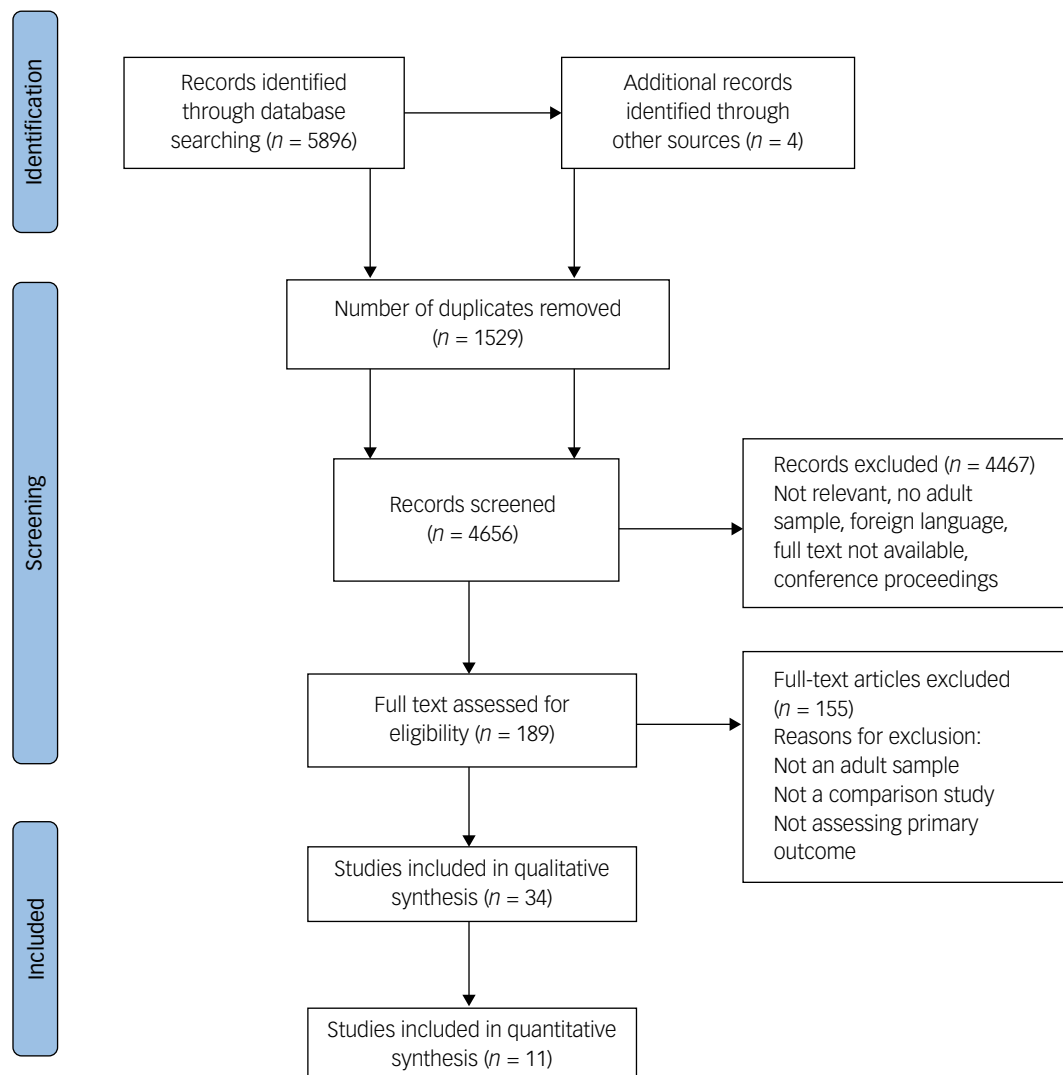 Identification
Records identified
through database
searching (n = 5896)
Additional records
identified through
other sources (n = 4)
Screening
Number of duplicates removed
(n = 1529)
Records screened
(n = 4656)
Records excluded (n = 4467)
Not relevant, no adult
sample, foreign language,
full text not available,
conference proceedings
Full text assessed for
eligibility (n = 189)
Full-text articles excluded
(n = 155)
Reasons for exclusion:
Not an adult sample
Not a comparison study
Not assessing primary
outcome
Included
Studies included in qualitative
synthesis (n = 34)
Studies included in quantitative
synthesis (n = 11)